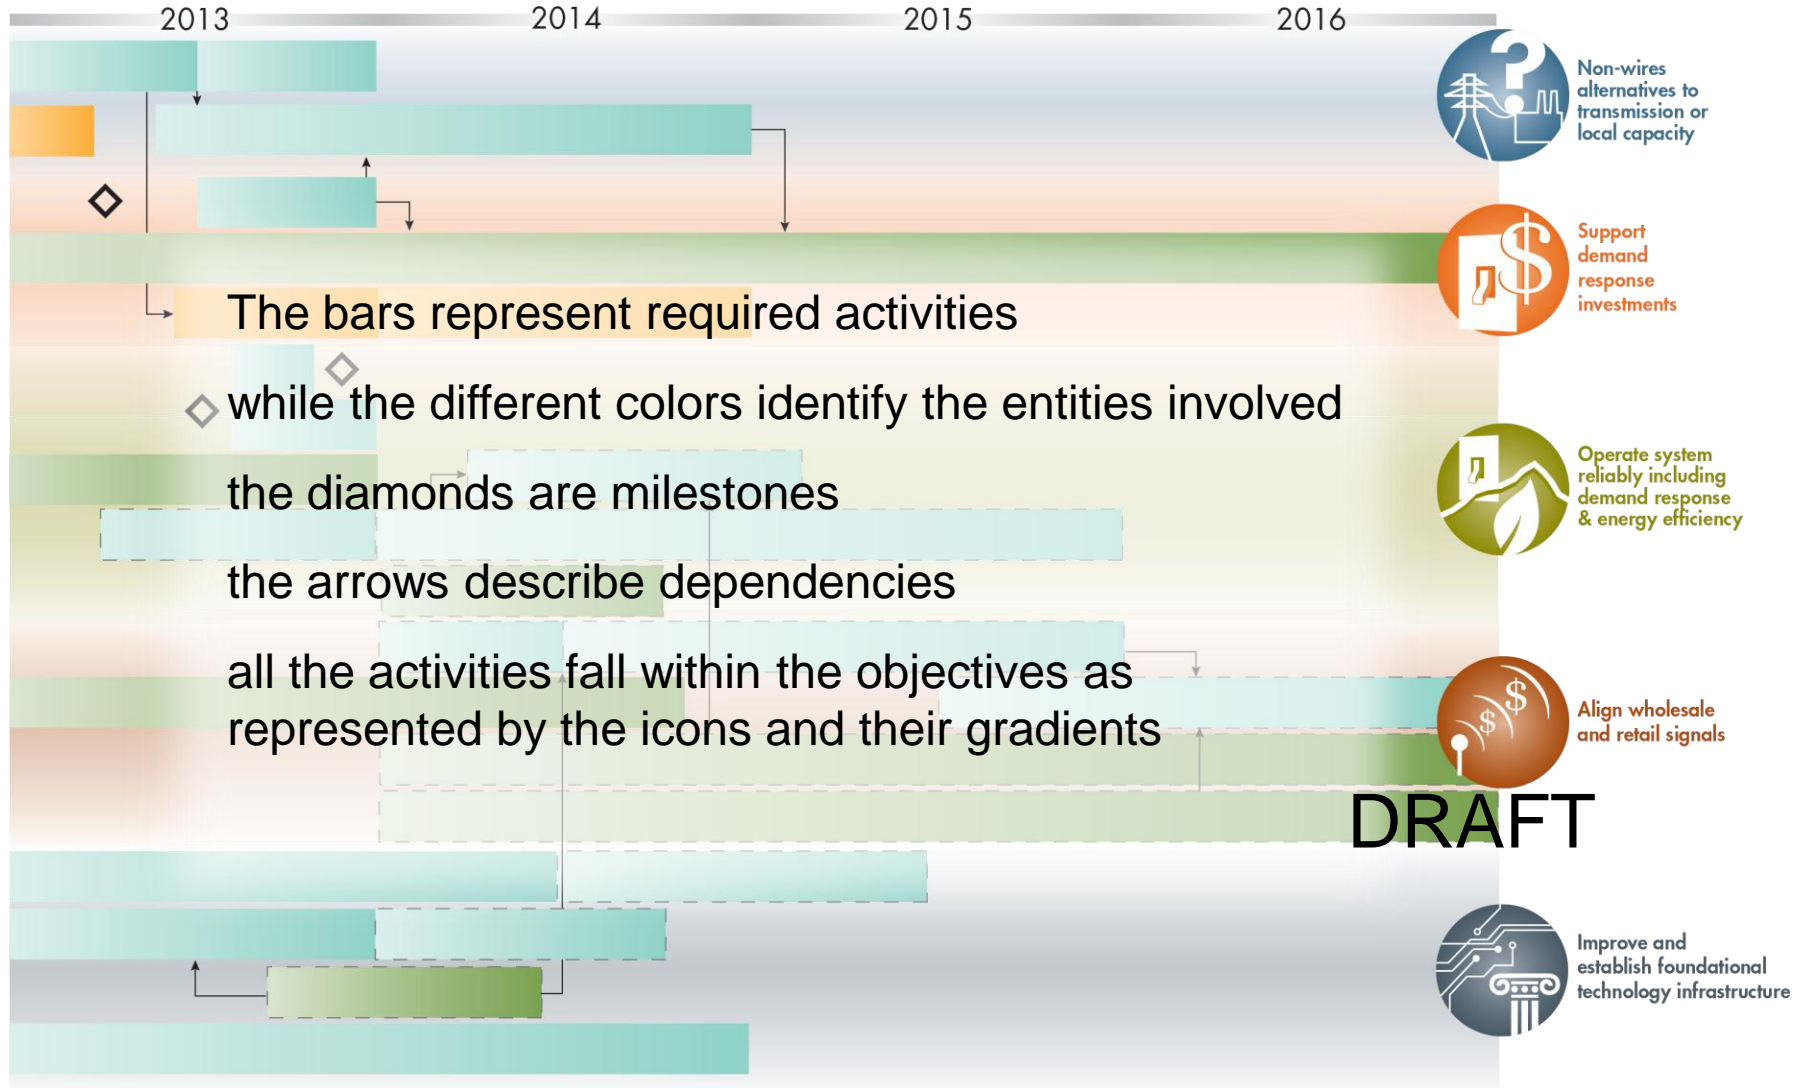 2013 2014 2015 2016
Non-wires
alternatives to
transmission or
local capacity
Support
demand
response
investments
The bars represent required activities
while the different colors identify the entities involved
Operate system
reliably including
demand response
& energy efficiency
the diamonds are milestones
the arrows describe dependencies
all the activities fall within the objectives as
represented by the icons and their gradients
Align wholesale
and retail signals
DRAFT
Improve and
establish foundational
technology infrastructure